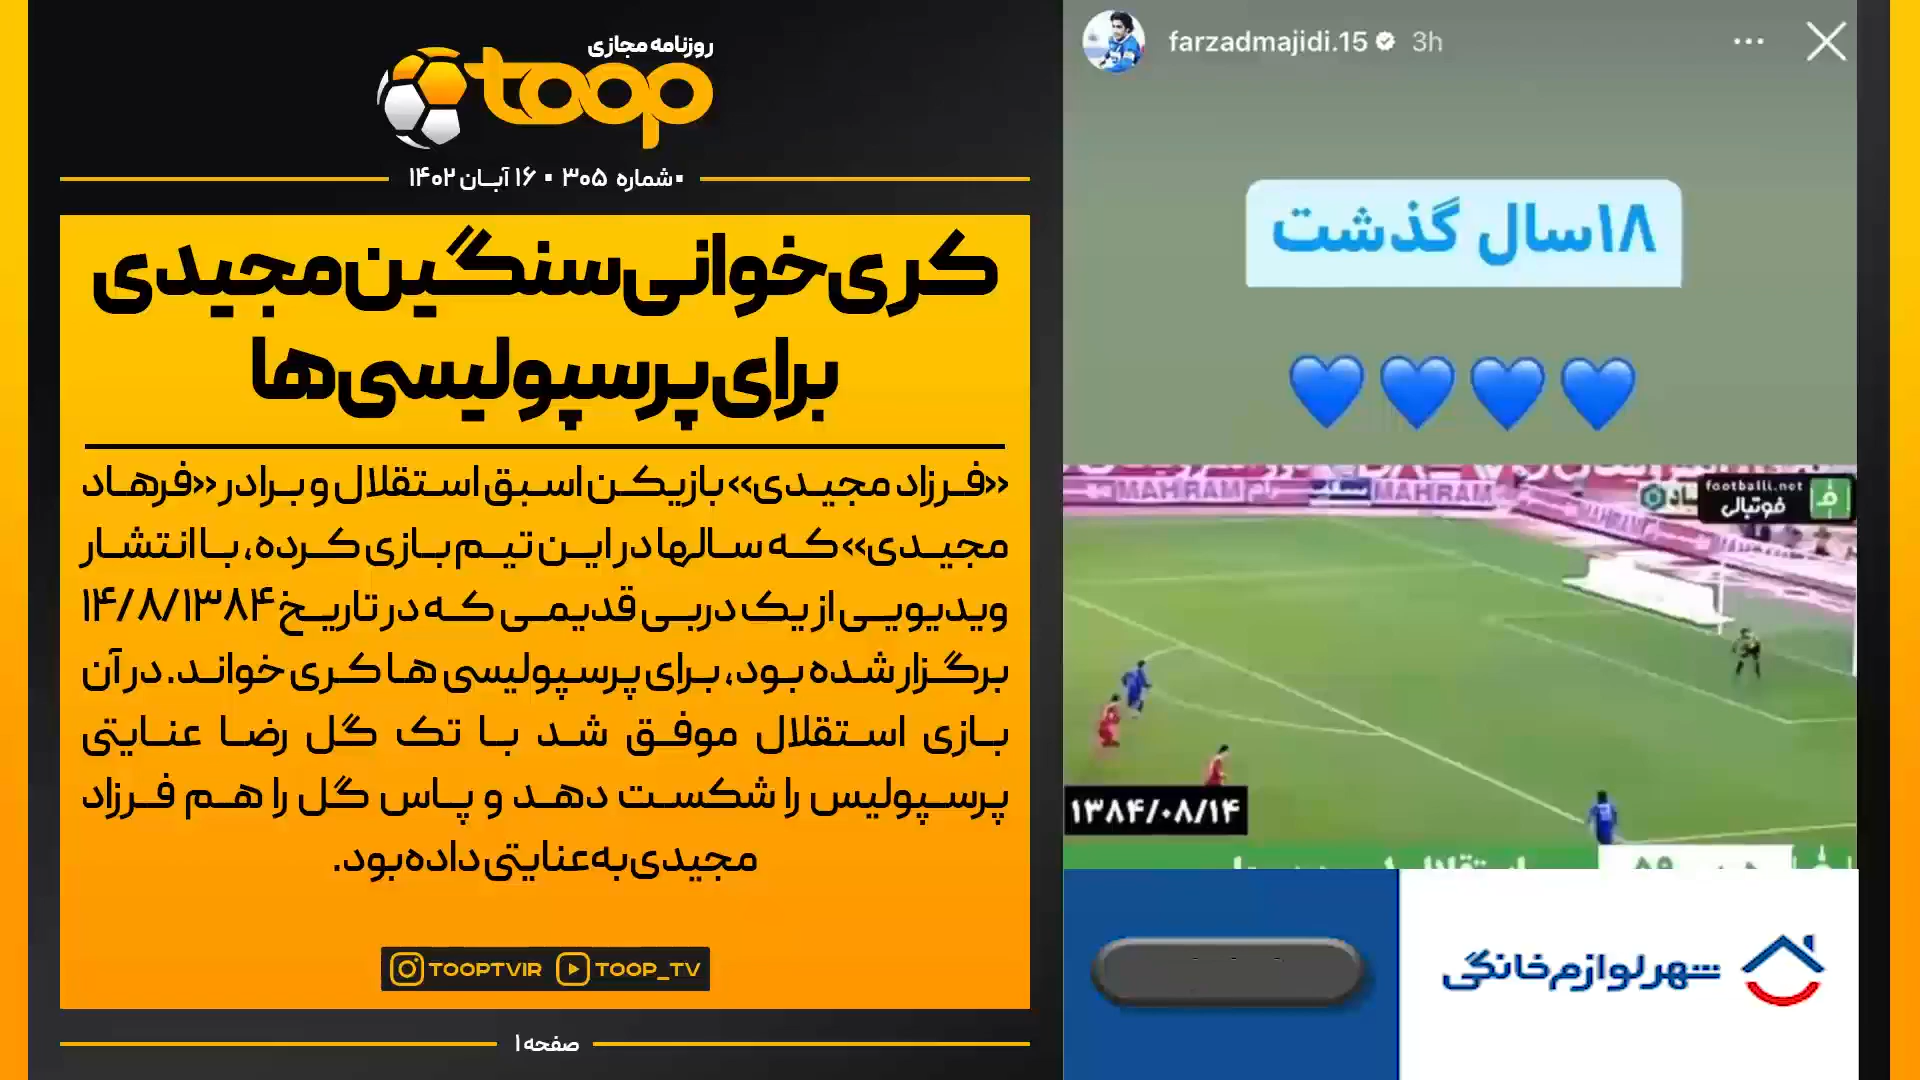 روزنامه مجازی
toop
▪شماره ۳۰۵ ▪ ۱۶ آبان ۱۴۰۲
کری‌خوانی سنگین مجیدی
برای پرسپولیسی‌ها
«فرزاد مجیدی» بازیکن اسبق استقلال و برادر «فرهاد
مجیدی» که سالها در این تیم بازی کرده، با انتشار
ویدیویی از یک دربی قدیمی که در تاریخ ۱۴/۸/۱۳۸۴
برگزار شده بود، برای پرسپولیسی ها کری خواند. در آن
بازی استقلال موفق شد با تک گل رضا عنایتی
پرسپولیس را شکست دهد و پاس گل را هم فرزاد
مجیدی به عنایتی داده بود.
TOOPTVIR TOOP_TV
صفحه ۱
farzadmajidi.15 3h
۱۸سال گذشت
MAHRAM MAHRAM
footballi.net
فوتبالی
MAHRAM
۱۳۸۴/۰۸/۱۴
شهر لوازم خانگی